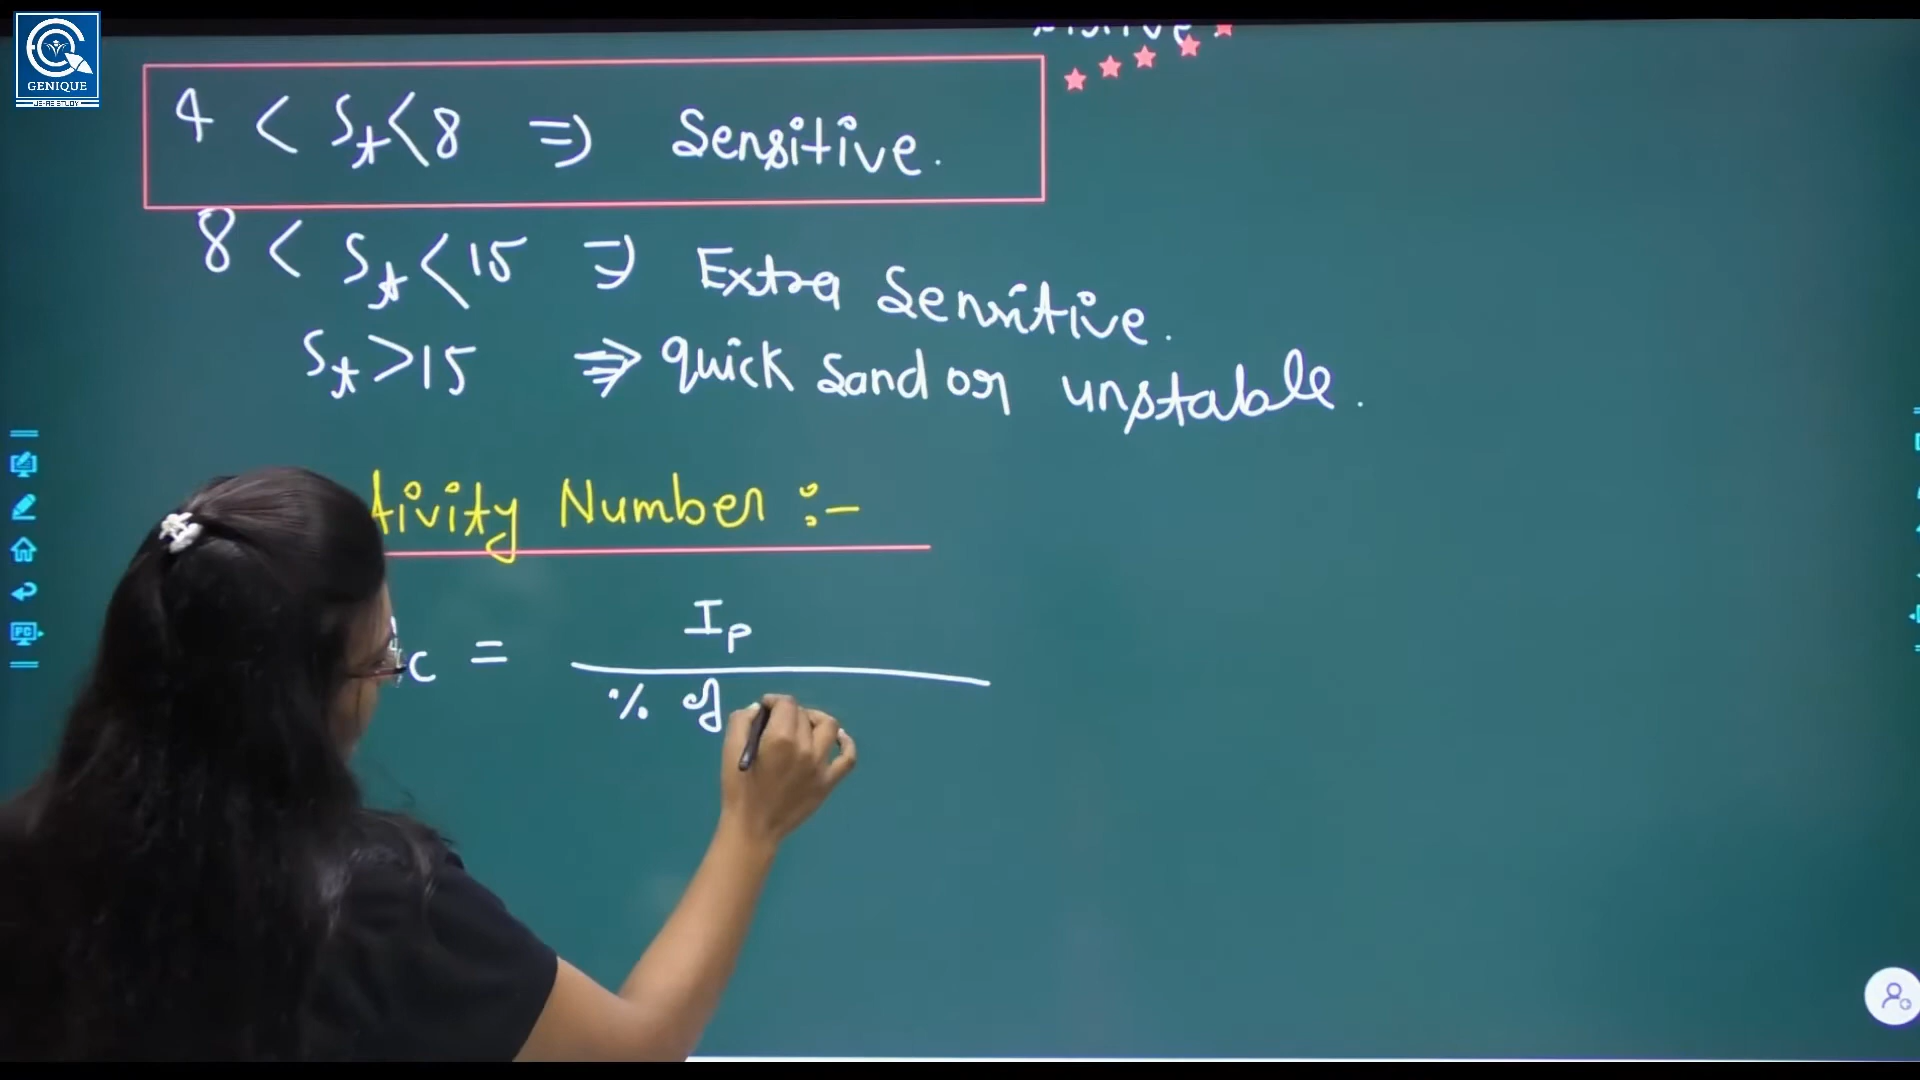 GENIQUE
4 < St < 8 => Sensitive.
8 < St < 15 => Extra Sensitive.
St > 15 => quick sand or unstable.
tivity Number :-
c = Ip
% of
PC